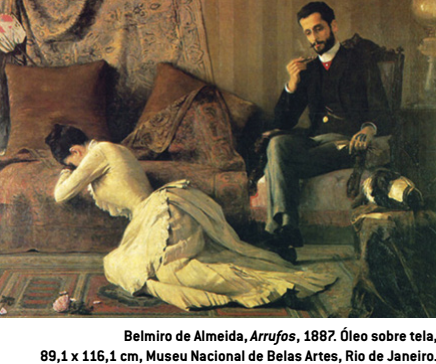 Belmiro de Almeida, Arrufos, 1887. Óleo sobre tela,
89,1 x 116,1 cm, Museu Nacional de Belas Artes, Rio de Janeiro.